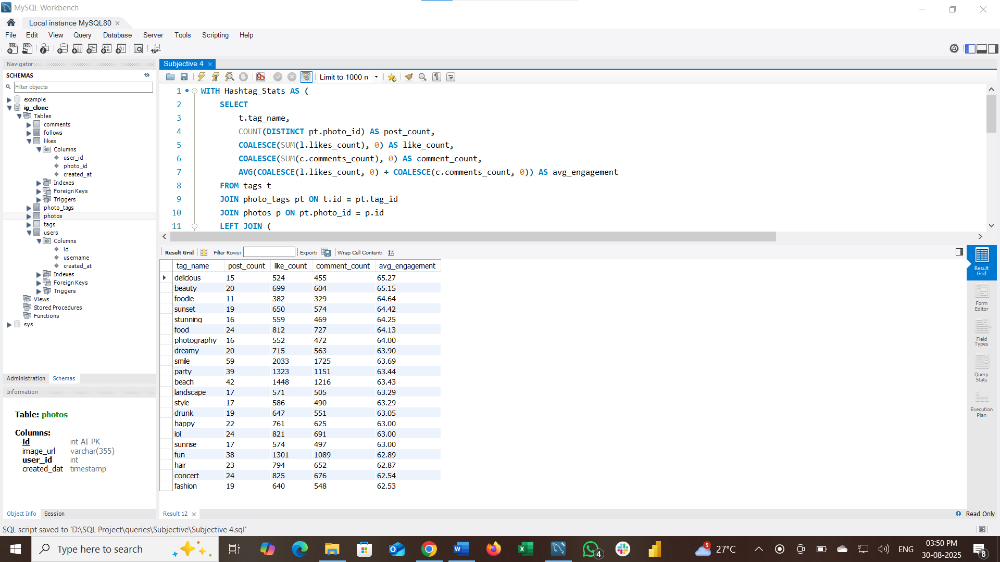 MySQL Workbench
Local instance MySQL80
File Edit View Query Database Server Tools Scripting Help
Navigator
SCHEMAS
Filter objects
example
ig_clone
Tables
comments
follows
likes
Columns
user_id
photo_id
created_at
Indexes
Foreign Keys
Triggers
photo_tags
photos
tags
users
Columns
id
username
created_at
Indexes
Foreign Keys
Triggers
Views
Stored Procedures
Functions
sys
Administration Schemas
Information
Table: photos
Columns:
id int AI PK
image_url varchar(355)
user_id int
created_dat timestamp
Object Info Session
Subjective 4
Limit to 1000 rc
1 WITH Hashtag_Stats AS (
2 SELECT
3 t.tag_name,
4 COUNT(DISTINCT pt.photo_id) AS post_count,
5 COALESCE(SUM(l.likes_count), 0) AS like_count,
6 COALESCE(SUM(c.comments_count), 0) AS comment_count,
7 AVG(COALESCE(l.likes_count, 0) + COALESCE(c.comments_count, 0)) AS avg_engagement
8 FROM tags t
9 JOIN photo_tags pt ON t.id = pt.tag_id
10 JOIN photos p ON pt.photo_id = p.id
11 LEFT JOIN (
Result Grid Filter Rows: Export: Wrap Cell Content:
tag_name post_count like_count comment_count avg_engagement
delicious 15 524 455 65.27
beauty 20 699 604 65.15
foodie 11 382 329 64.64
sunset 19 650 574 64.42
stunning 16 559 469 64.25
food 24 812 727 64.13
photography 16 552 472 64.00
dreamy 20 715 563 63.90
smile 59 2033 1725 63.69
party 39 1323 1151 63.44
beach 42 1448 1216 63.43
landscape 17 571 505 63.29
style 17 586 490 63.29
drunk 19 647 551 63.05
happy 22 761 625 63.00
lol 24 821 691 63.00
sunrise 17 574 497 63.00
fun 38 1301 1089 62.89
hair 23 794 652 62.87
concert 24 825 676 62.54
fashion 19 640 548 62.53
Result Grid
Form Editor
Field Types
Query Stats
Execution Plan
Result 12
Read Only
SQL script saved to 'D:\SQL Project\queries\Subjective\Subjective 4.sql'
Type here to search
4
5
27°C
ENG
03:50 PM
30-08-2025
8